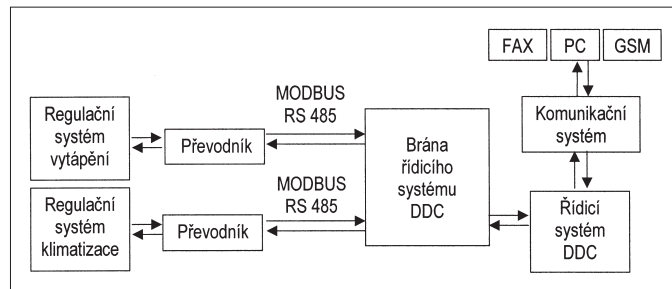 FAX
PC
GSM
Komunikační
systém
MODBUS
RS 485
Regulační
systém
vytápění
Převodník
Brána
řídicího
systému
DDC
MODBUS
RS 485
Regulační
systém
klimatizace
Převodník
Řídicí
systém
DDC